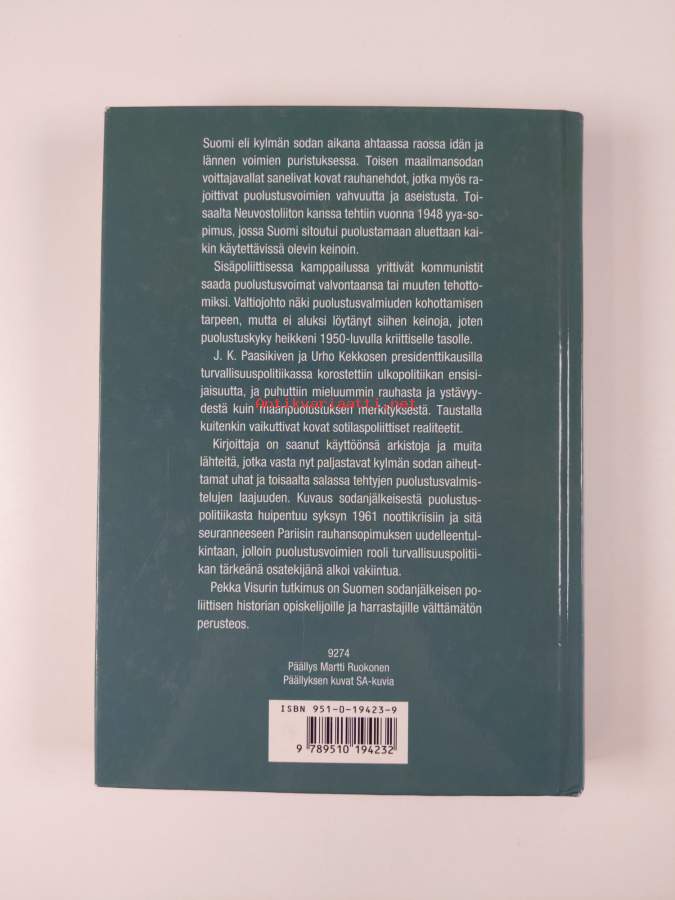 Suomi eli kylmän sodan aikana ahtaassa raossa idän ja
lännen voimien puristuksessa. Toisen maailmansodan
voittajavallat sanelivat kovat rauhanehdot, jotka myös ra-
joittivat puolustusvoimien vahvuutta ja aseistusta. Toi-
saalta Neuvostoliiton kanssa tehtiin vuonna 1948 yya-so-
pimus, jossa Suomi sitoutui puolustamaan aluettaan kai-
kin käytettävissä olevin keinoin.
Sisäpoliittisessa kamppailussa yrittivät kommunistit
saada puolustusvoimat valvontaansa tai muuten tehotto-
miksi. Valtiojohto näki puolustusvalmiuden kohottamisen
tarpeen, mutta ei aluksi löytänyt siihen keinoja, joten
puolustuskyky heikkeni 1950-luvulla kriittiselle tasolle.
J. K. Paasikiven ja Urho Kekkosen presidenttikausilla
turvallisuuspolitiikassa korostettiin ulkopolitiikan ensisi-
jaisuutta, ja puhuttiin mieluummin rauhasta ja ystävyy-
Antikvariaatti.net
destä kuin maanpuolustuksen merkityksestä. Taustalla
kuitenkin vaikuttivat kovat sotilaspoliittiset realiteetit.
Kirjoittaja on saanut käyttöönsä arkistoja ja muita
lähteitä, jotka vasta nyt paljastavat kylmän sodan aiheut-
tamat uhat ja toisaalta salassa tehtyjen puolustusvalmis-
telujen laajuuden. Kuvaus sodanjälkeisestä puolustus-
politiikasta huipentuu syksyn 1961 noottikriisiin ja sitä
seuranneeseen Pariisin rauhansopimuksen uudelleentul-
kintaan, jolloin puolustusvoimien rooli turvallisuuspolitii-
kan tärkeänä osatekijänä alkoi vakiintua.
Pekka Visurin tutkimus on Suomen sodanjälkeisen po-
liittisen historian opiskelijoille ja harrastajille välttämätön
perusteos.
9274
Päällys Martti Ruokonen
Päällyksen kuvat SA-kuvia
ISBN 951-0-19423-9
9 789510 194232